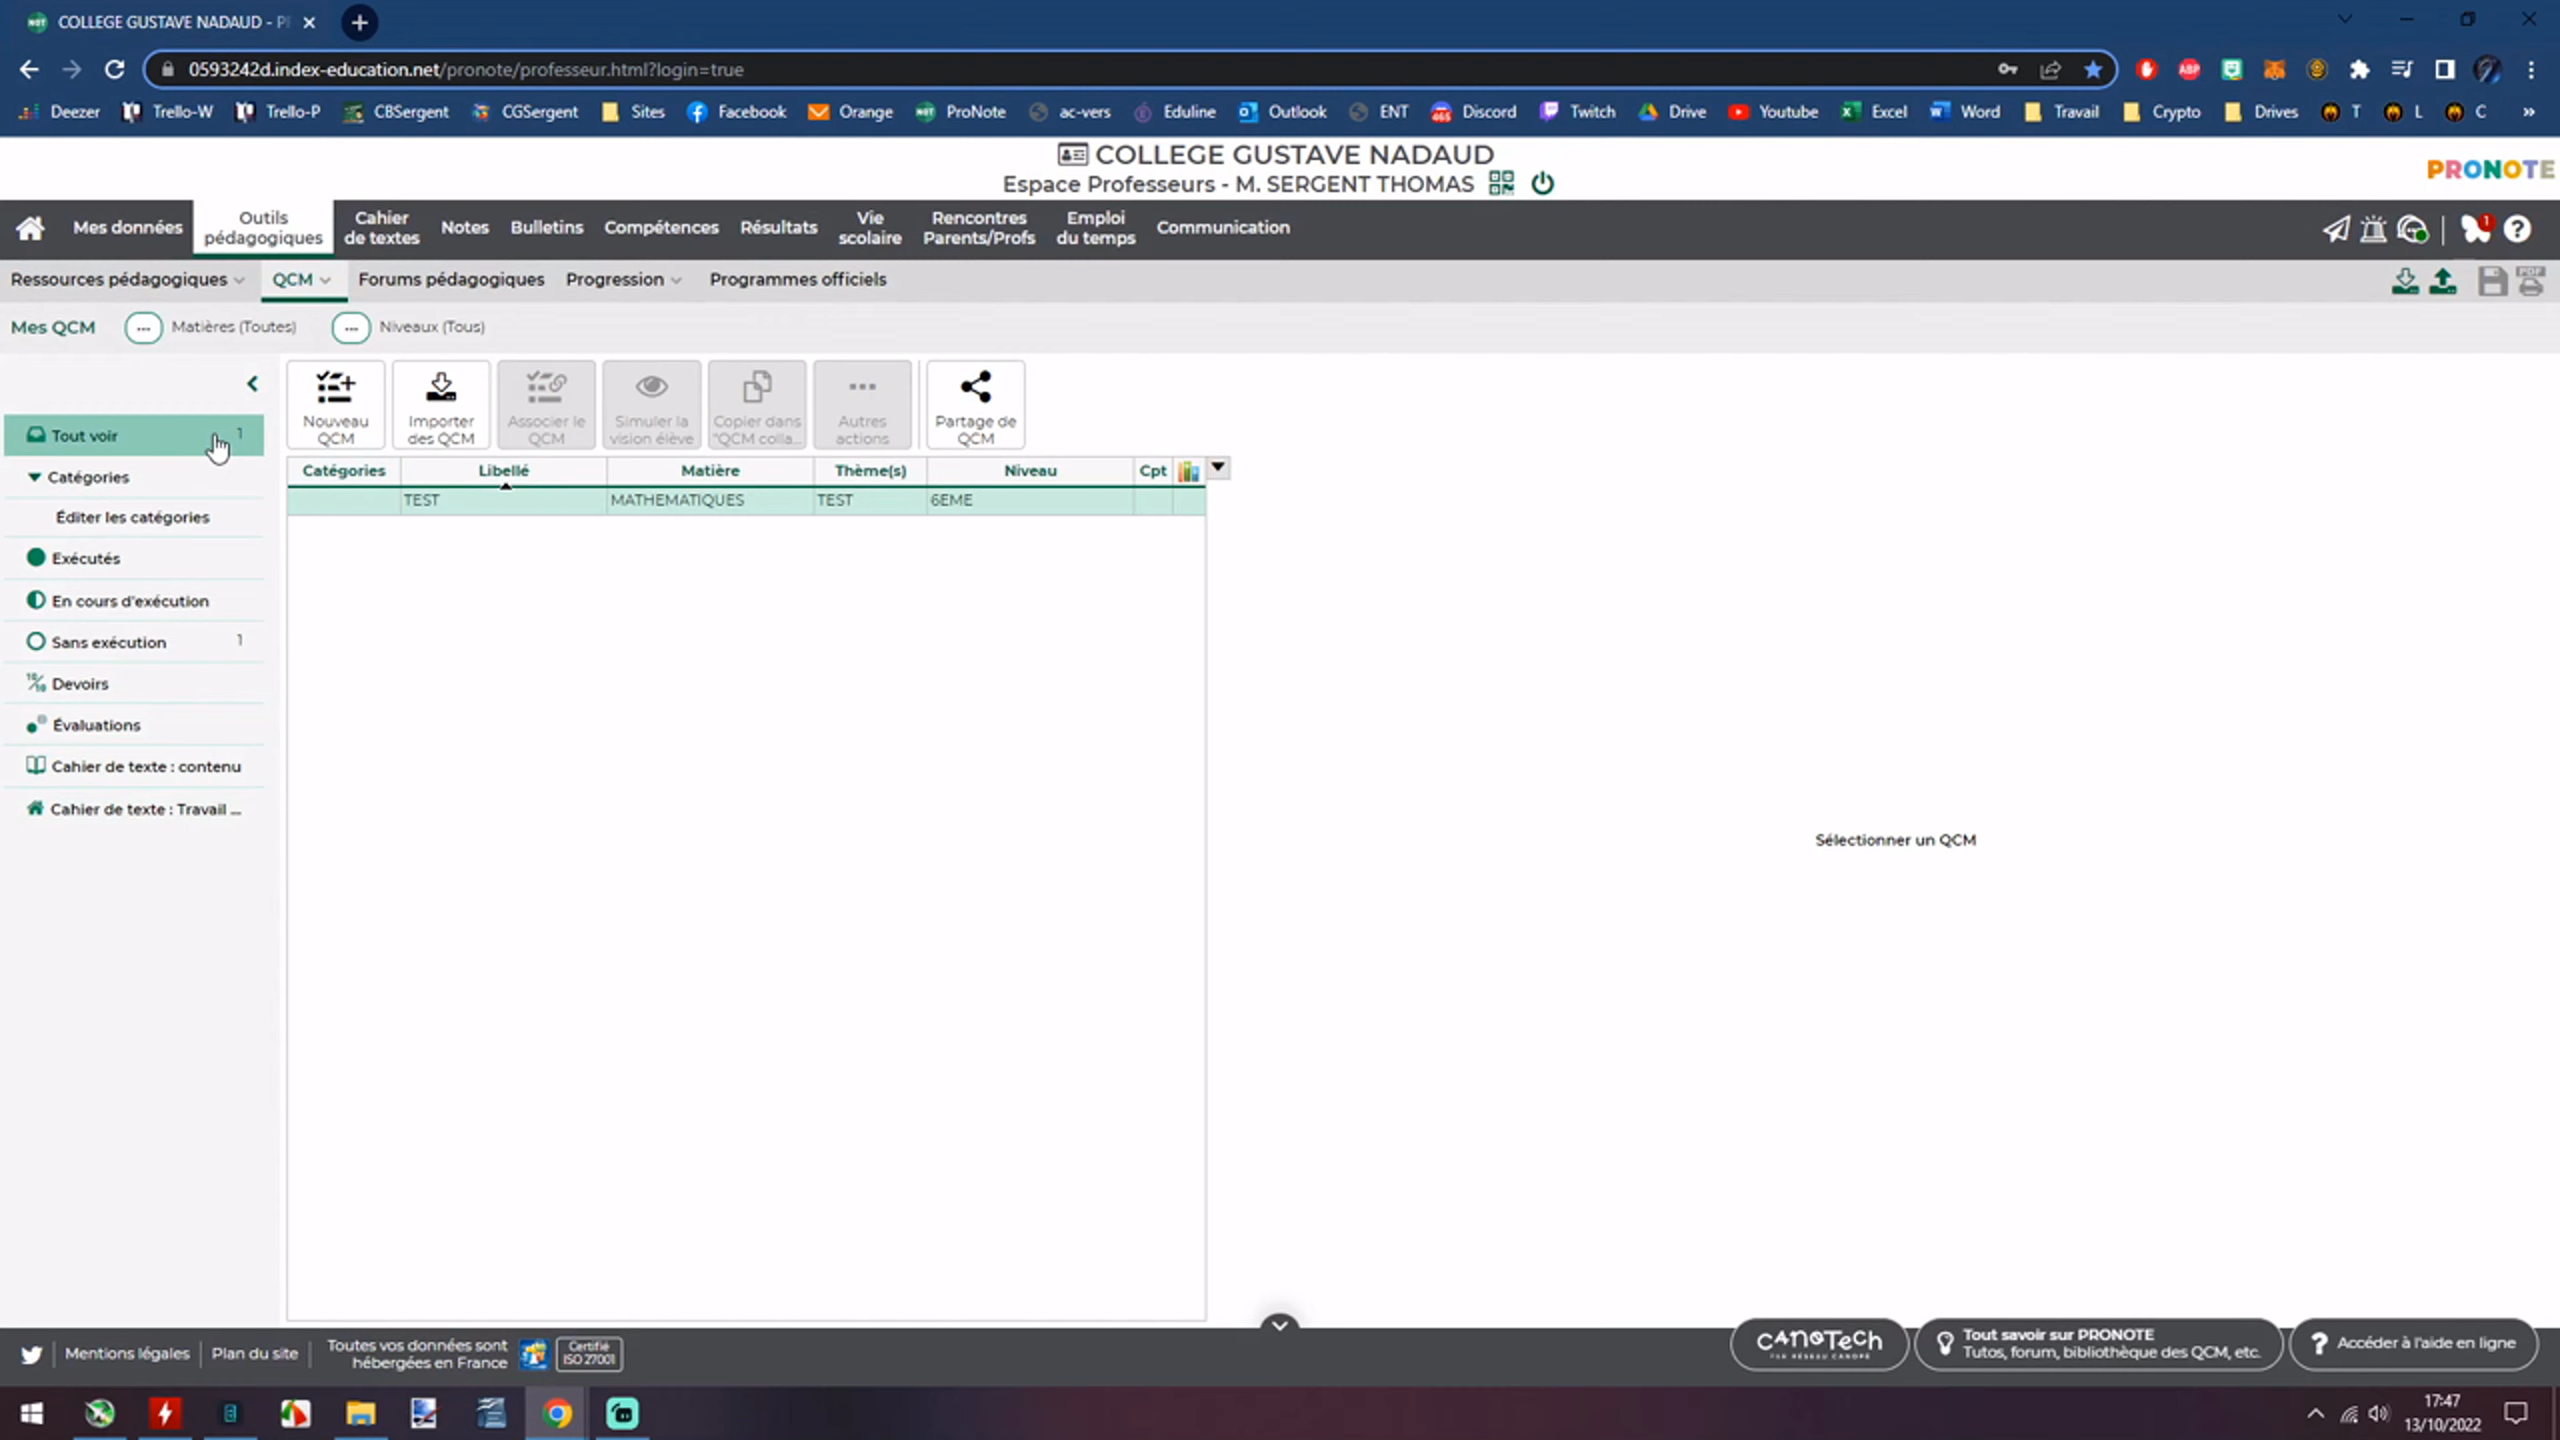 COLLEGE GUSTAVE NADAUD - P
0593242d.index-education.net/pronote/professeur.html?login=true
Deezer Trello-W Trello-P CBSergent CGSergent Sites Facebook Orange ProNote ac-vers Eduline Outlook ENT Discord Twitch Drive Youtube Excel Word Travail Crypto Drives T L C »
COLLEGE GUSTAVE NADAUD
Espace Professeurs - M. SERGENT THOMAS
PRONOTE
Mes données
Outils
pédagogiques
Cahier
de textes
Notes
Bulletins
Compétences
Résultats
Vie
scolaire
Rencontres
Parents/Profs
Emploi
du temps
Communication
1
Ressources pédagogiques QCM Forums pédagogiques Progression Programmes officiels
Mes QCM ... Matières (Toutes) ... Niveaux (Tous)
Tout voir 1
Catégories
Éditer les catégories
Exécutés
En cours d'exécution
Sans exécution 1
Devoirs
Évaluations
Cahier de texte : contenu
Cahier de texte : Travail ...
Nouveau
QCM
Importer
des QCM
Associer le
QCM
Simuler la
vision élève
Copier dans
"QCM colla...
Autres
actions
Partage de
QCM
Catégories Libellé Matière Thème(s) Niveau Cpt
TEST MATHEMATIQUES TEST 6EME
Sélectionner un QCM
Mentions légales Plan du site
Toutes vos données sont
hébergées en France
Certifié
ISO 27001
CANOTECH
PAR RÉSEAU CANOPÉ
Tout savoir sur PRONOTE
Tutos, forum, bibliothèque des QCM, etc.
Accéder à l'aide en ligne
17:47
13/10/2022